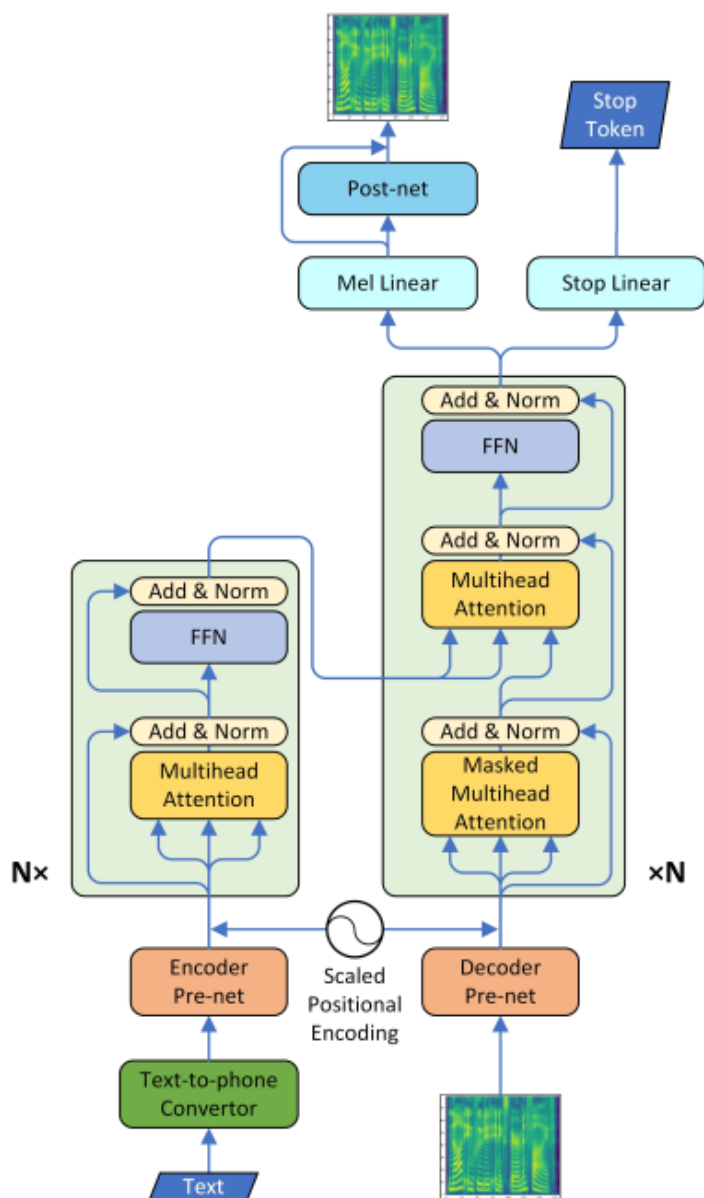 Stop
Token
Post-net
Mel Linear
Stop Linear
Add & Norm
FFN
Add & Norm
Multihead
Attention
Add & Norm
FFN
Add & Norm
Masked
Multihead
Attention
Add & Norm
Multihead
Attention
N×
×N
Encoder
Pre-net
Scaled
Positional
Encoding
Decoder
Pre-net
Text-to-phone
Convertor
Text